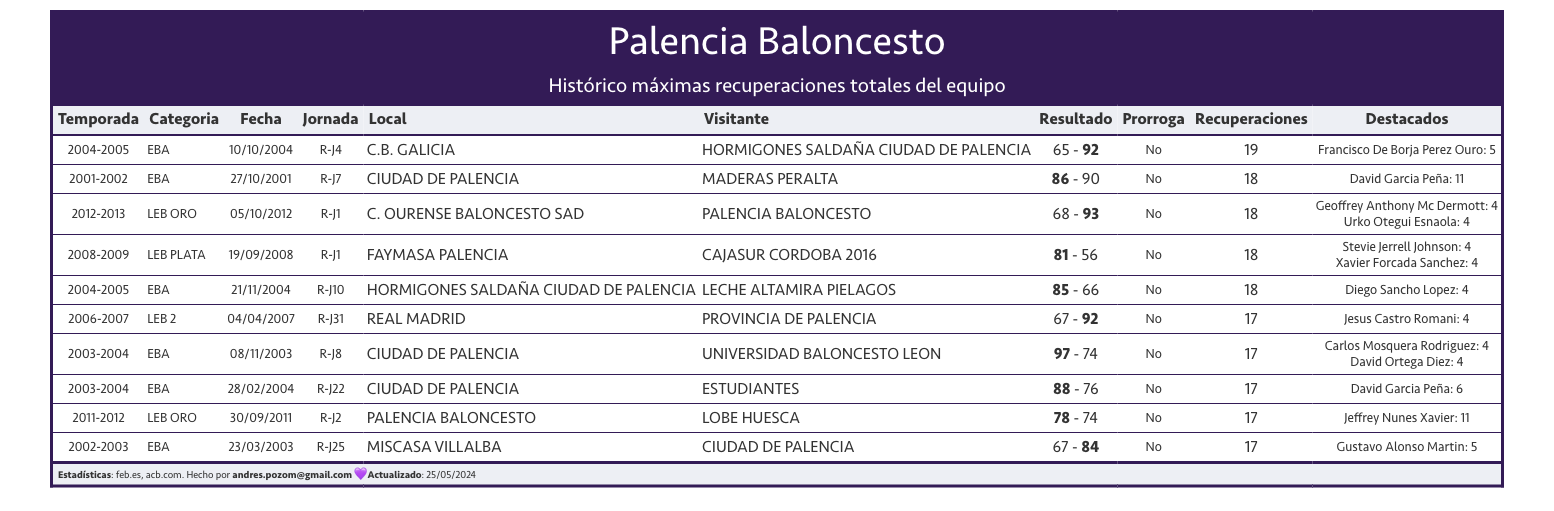 Palencia Baloncesto
Histórico máximas recuperaciones totales del equipo
Temporada Categoria Fecha Jornada Local Visitante Resultado Prorroga Recuperaciones Destacados
2004-2005 EBA 10/10/2004 R-J4 C.B. GALICIA HORMIGONES SALDAÑA CIUDAD DE PALENCIA 65 - 92 No 19 Francisco De Borja Perez Ouro: 5
2001-2002 EBA 27/10/2001 R-J7 CIUDAD DE PALENCIA MADERAS PERALTA 86 - 90 No 18 David Garcia Peña: 11
2012-2013 LEB ORO 05/10/2012 R-J1 C. OURENSE BALONCESTO SAD PALENCIA BALONCESTO 68 - 93 No 18 Geoffrey Anthony Mc Dermott: 4
Urko Otegui Esnaola: 4
2008-2009 LEB PLATA 19/09/2008 R-J1 FAYMASA PALENCIA CAJASUR CORDOBA 2016 81 - 56 No 18 Stevie Jerrell Johnson: 4
Xavier Forcada Sanchez: 4
2004-2005 EBA 21/11/2004 R-J10 HORMIGONES SALDAÑA CIUDAD DE PALENCIA LECHE ALTAMIRA PIELAGOS 85 - 66 No 18 Diego Sancho Lopez: 4
2006-2007 LEB 2 04/04/2007 R-J31 REAL MADRID PROVINCIA DE PALENCIA 67 - 92 No 17 Jesus Castro Romani: 4
2003-2004 EBA 08/11/2003 R-J8 CIUDAD DE PALENCIA UNIVERSIDAD BALONCESTO LEON 97 - 74 No 17 Carlos Mosquera Rodriguez: 4
David Ortega Diez: 4
2003-2004 EBA 28/02/2004 R-J22 CIUDAD DE PALENCIA ESTUDIANTES 88 - 76 No 17 David Garcia Peña: 6
2011-2012 LEB ORO 30/09/2011 R-J2 PALENCIA BALONCESTO LOBE HUESCA 78 - 74 No 17 Jeffrey Nunes Xavier: 11
2002-2003 EBA 23/03/2003 R-J25 MISCASA VILLALBA CIUDAD DE PALENCIA 67 - 84 No 17 Gustavo Alonso Martin: 5
Estadísticas: feb.es, acb.com. Hecho por andres.pozom@gmail.com 💜 Actualizado: 25/05/2024